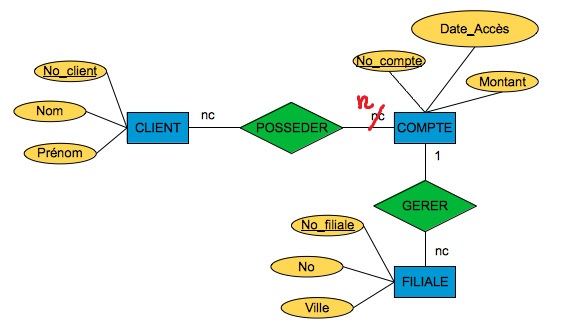 Date_Accès
No_compte
No_client
Montant
Nom
nc
n
nc
CLIENT
POSSEDER
COMPTE
Prénom
1
GERER
No_filiale
nc
No
FILIALE
Ville